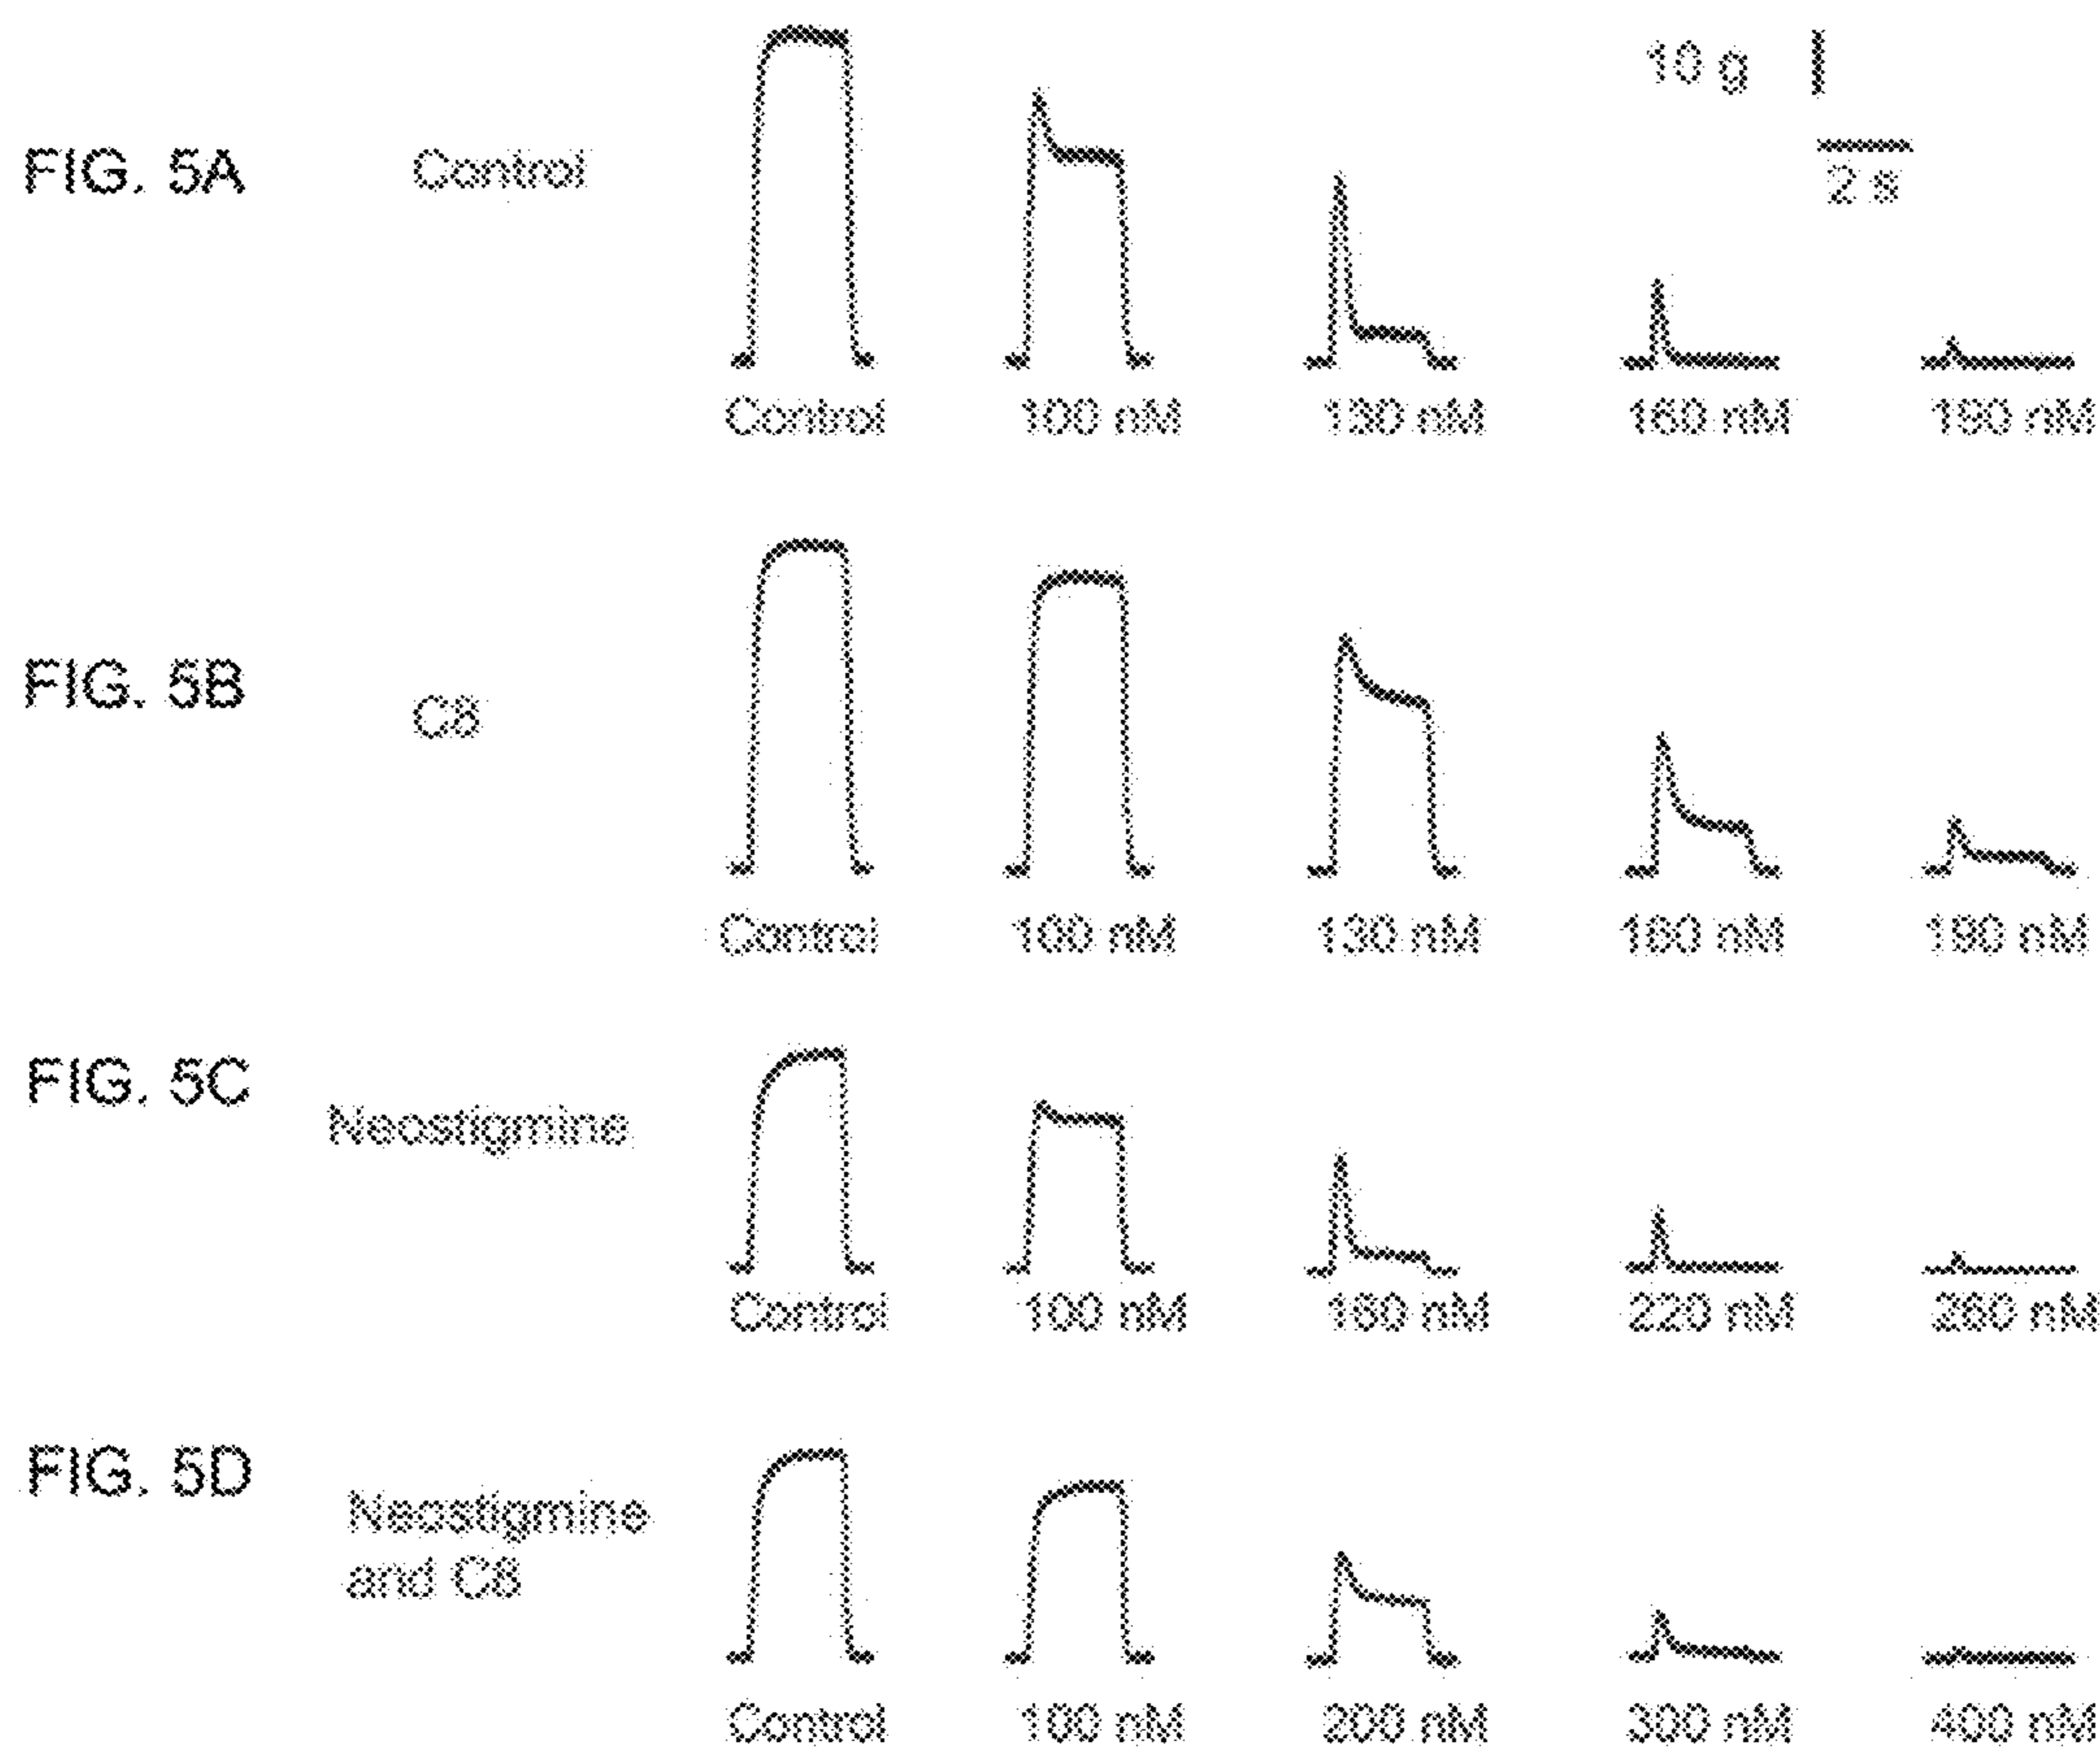 10 g
FIG. 5A
Control
2 s
Control 100 nM 130 nM 160 nM 190 nM
FIG. 5B
C8
Control 100 nM 130 nM 160 nM 190 nM
FIG. 5C
Neostigmine
Control 100 nM 160 nM 220 nM 260 nM
FIG. 5D
Neostigmine
and C8
Control 100 nM 200 nM 300 nM 400 nM